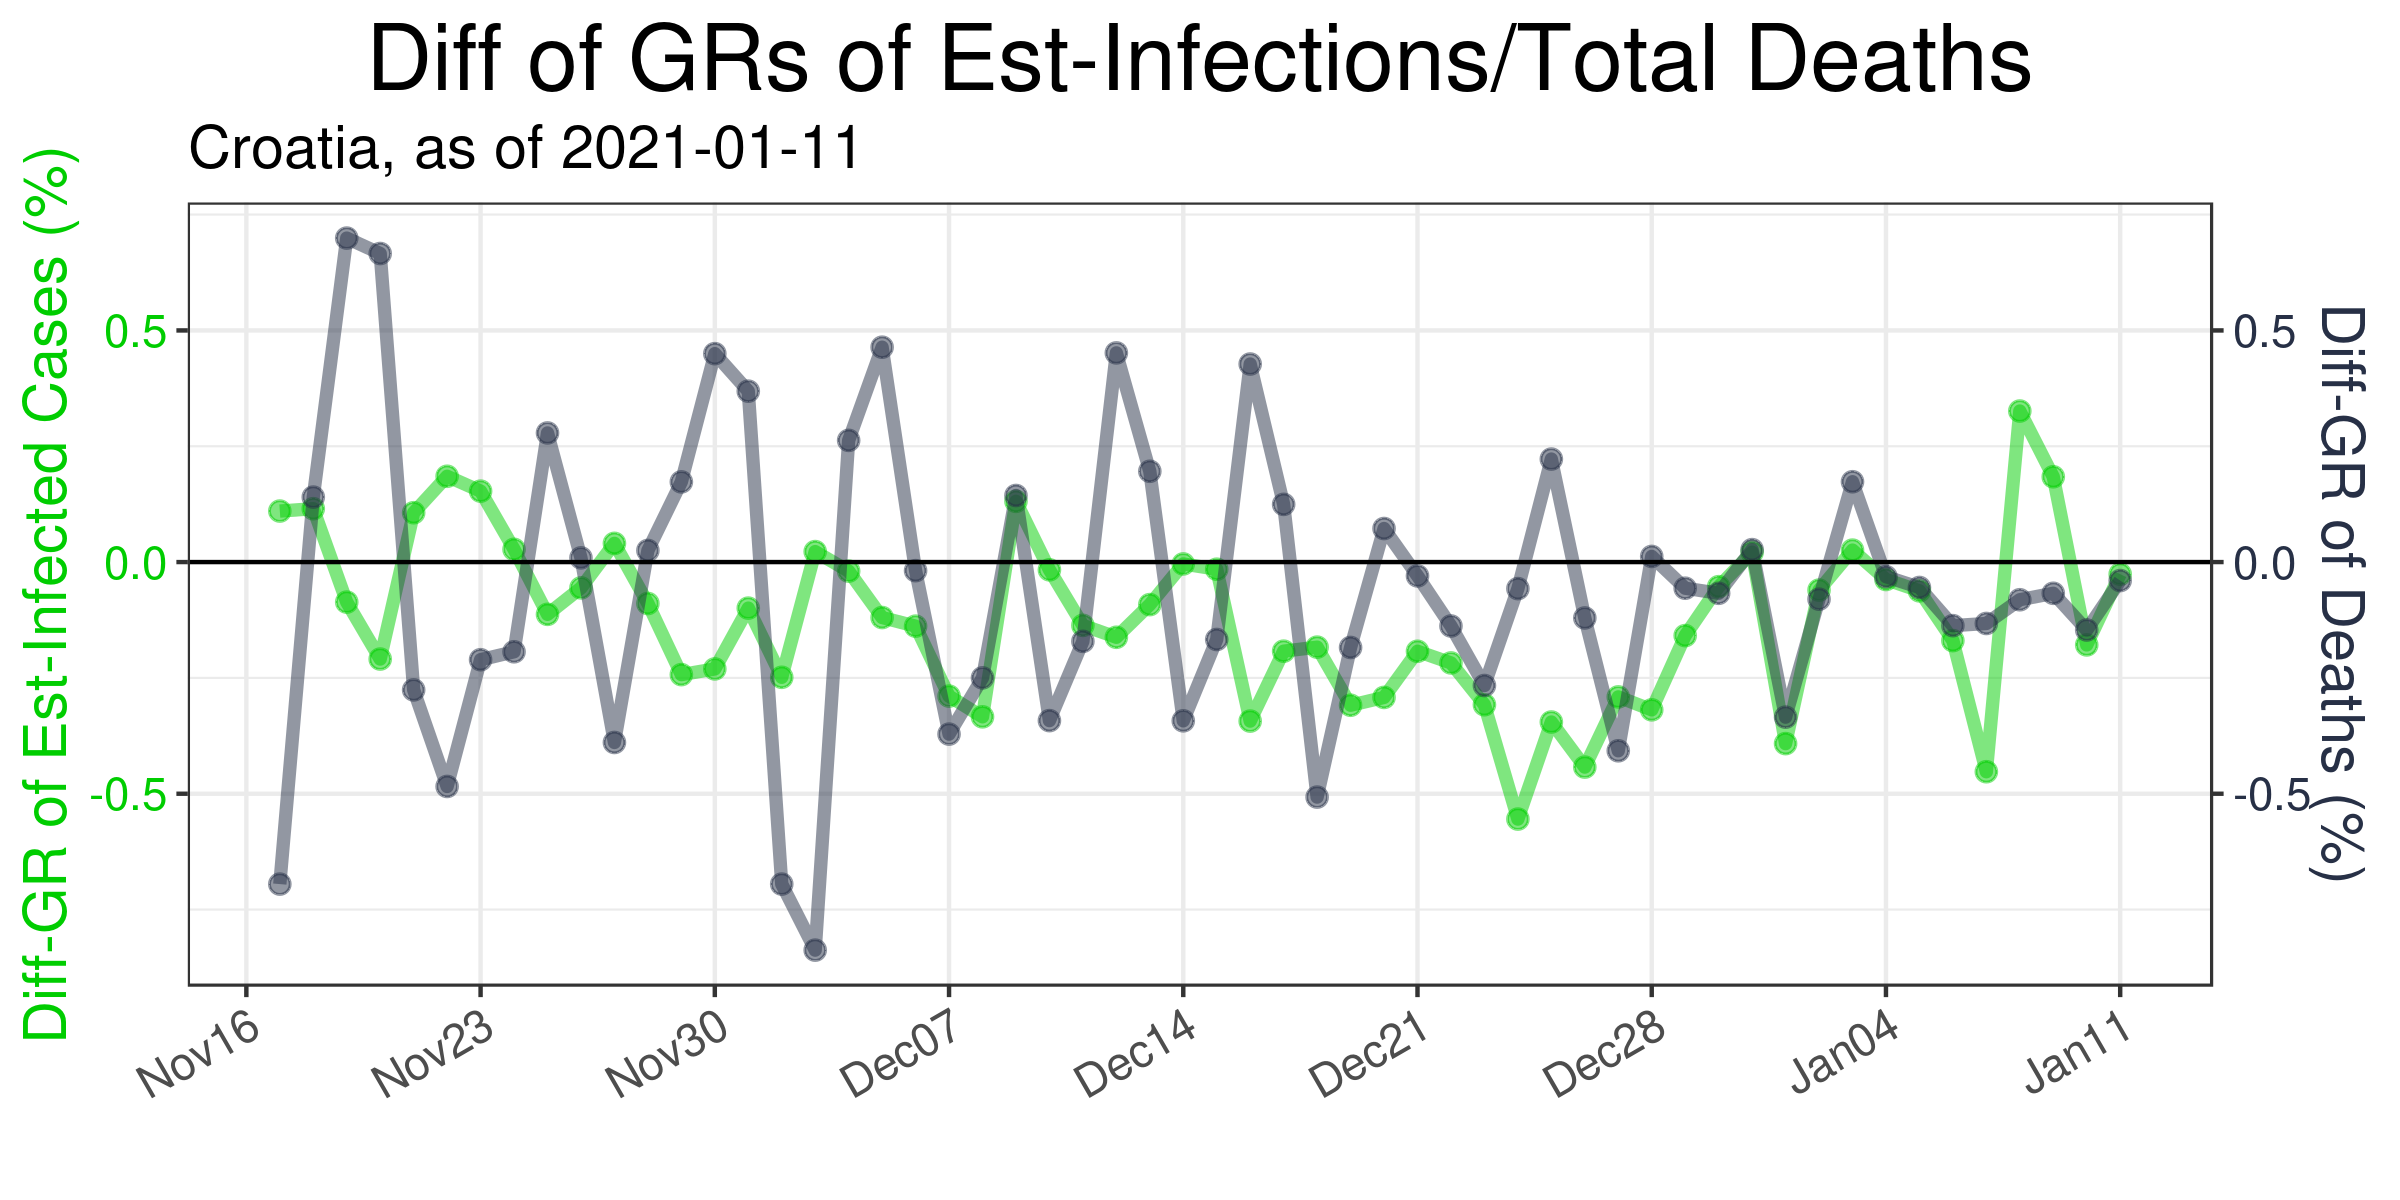 Diff of GRs of Est-Infections/Total Deaths
Croatia, as of 2021-01-11
Diff-GR of Est-Infected Cases (%)
0.5
0.0
-0.5
0.5
0.0
-0.5
Diff-GR of Deaths (%)
Nov16
Nov23
Nov30
Dec07
Dec14
Dec21
Dec28
Jan04
Jan11